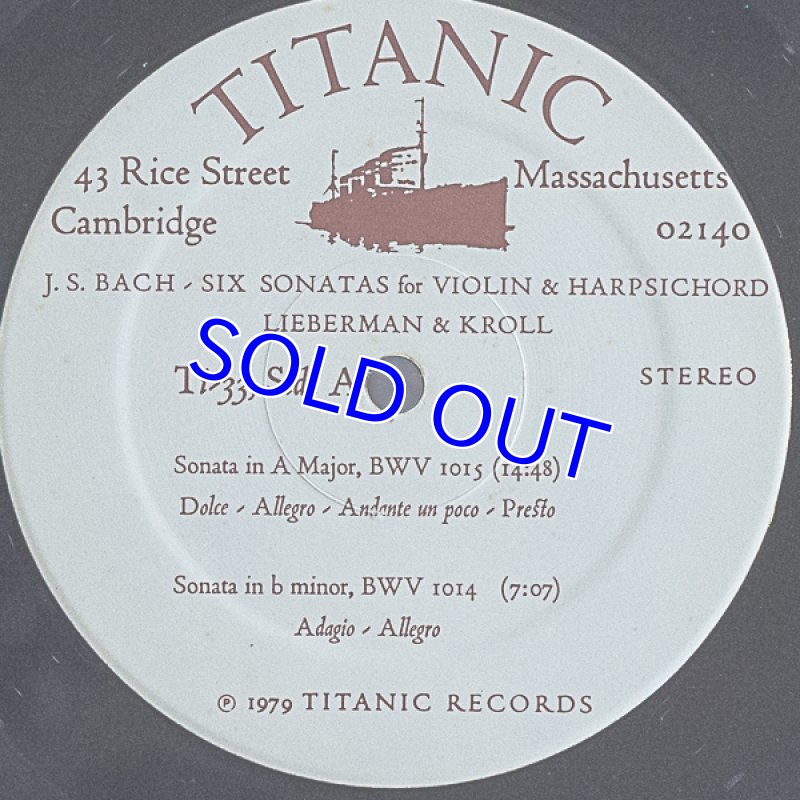 TITANIC
43 Rice Street Massachusetts
Cambridge 02140
J. S. BACH - SIX SONATAS for VIOLIN & HARPSICHORD
LIEBERMAN & KROLL
SOLD OUT
Ti-33, A STEREO
Sonata in A Major, BWV 1015 (14:48)
Dolce - Allegro - Andante un poco - Presto
Sonata in b minor, BWV 1014 (7:07)
Adagio - Allegro
℗ 1979 TITANIC RECORDS